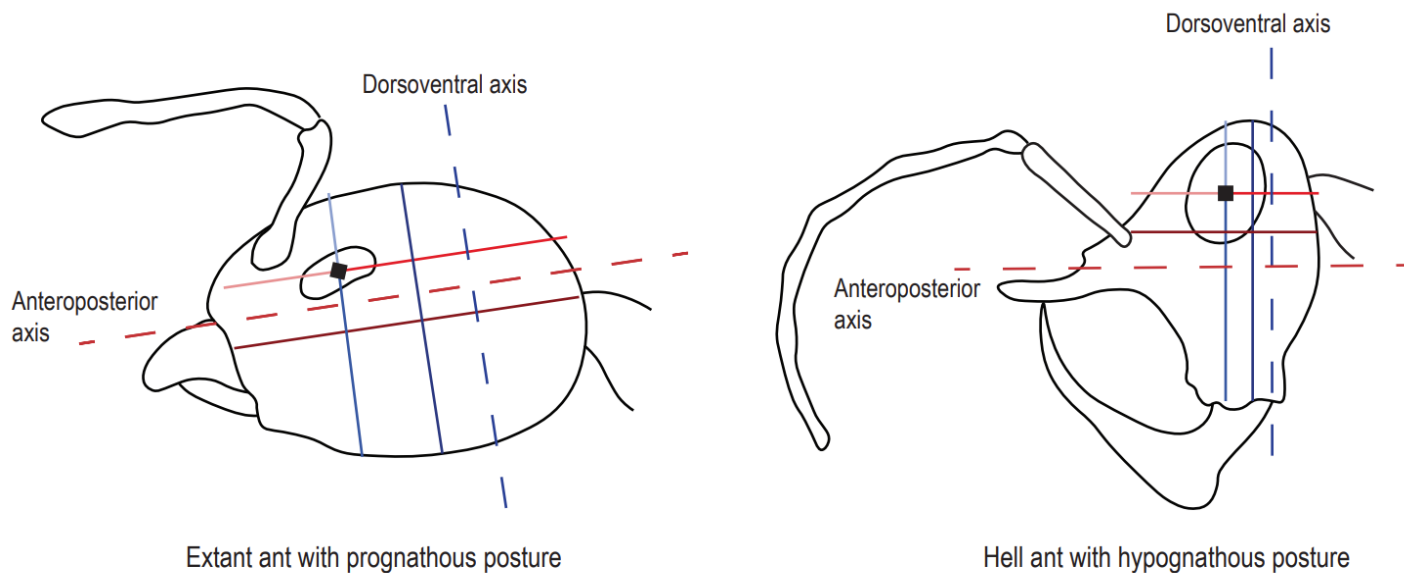 Dorsoventral axis
Dorsoventral axis
Anteroposterior
axis
Anteroposterior
axis
Extant ant with prognathous posture
Hell ant with hypognathous posture